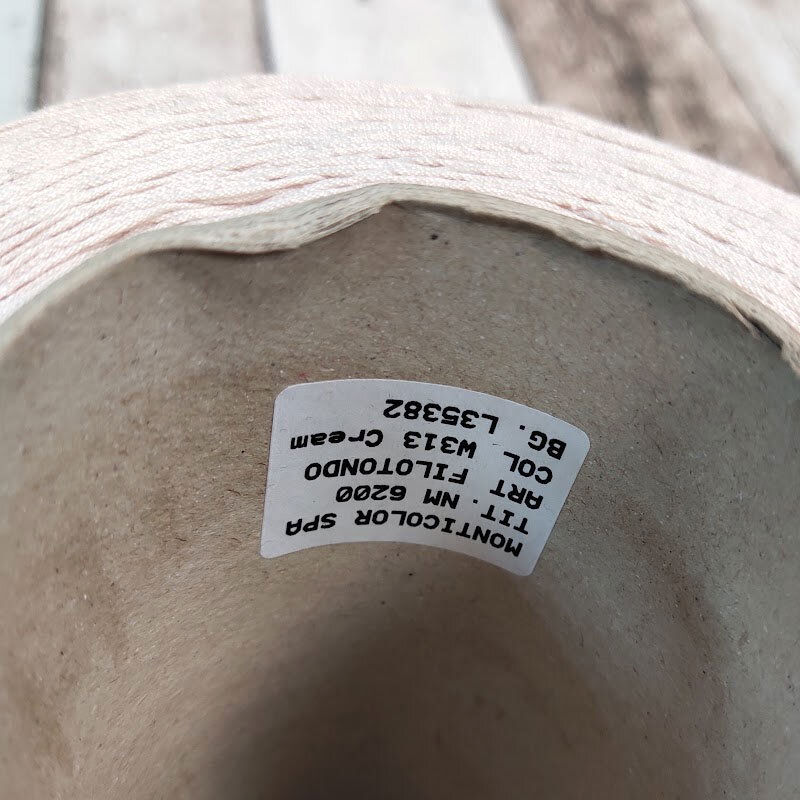 MONTICOLOR SPA
TIT. NM 6200
ART FILOTONDO
COL W313 Cream
BG. L35382